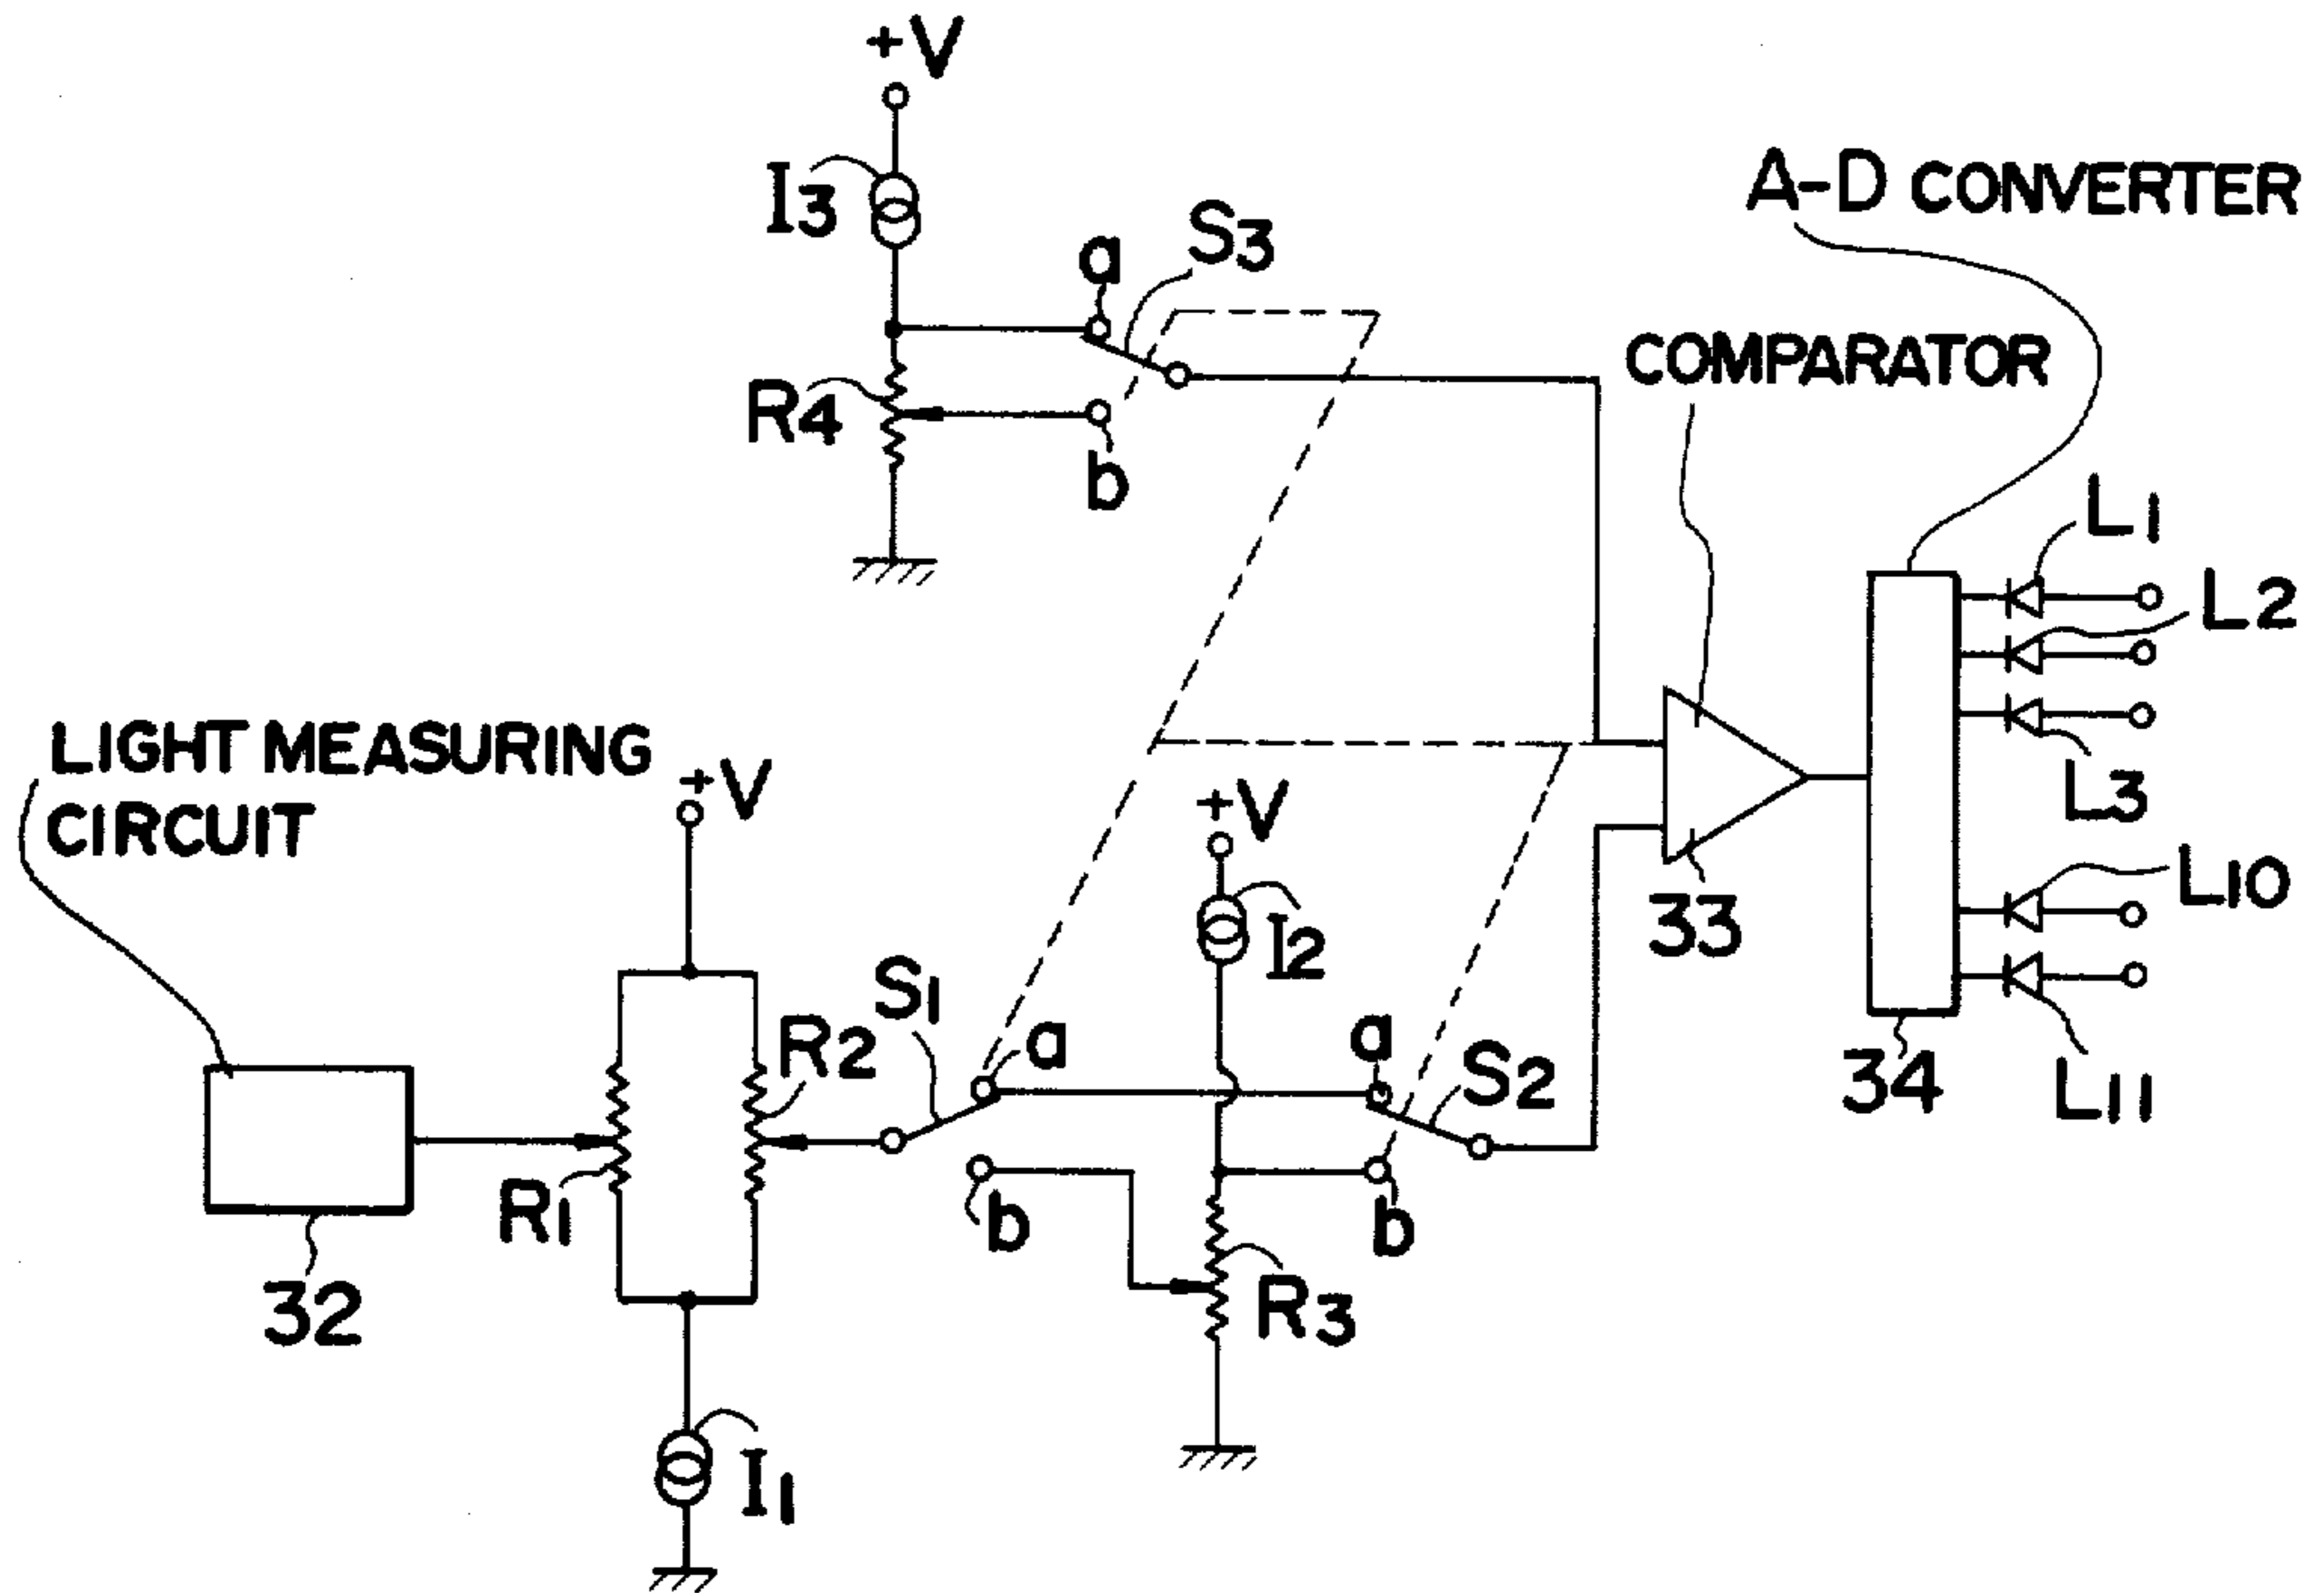 +V
I3
a
S3
A-D CONVERTER
COMPARATOR
R4
b
L1
L2
L3
LIGHT MEASURING
CIRCUIT
+V
+V
L10
33
I2
S1
a
R2
a
S2
34
L11
R1
b
b
R3
32
I1